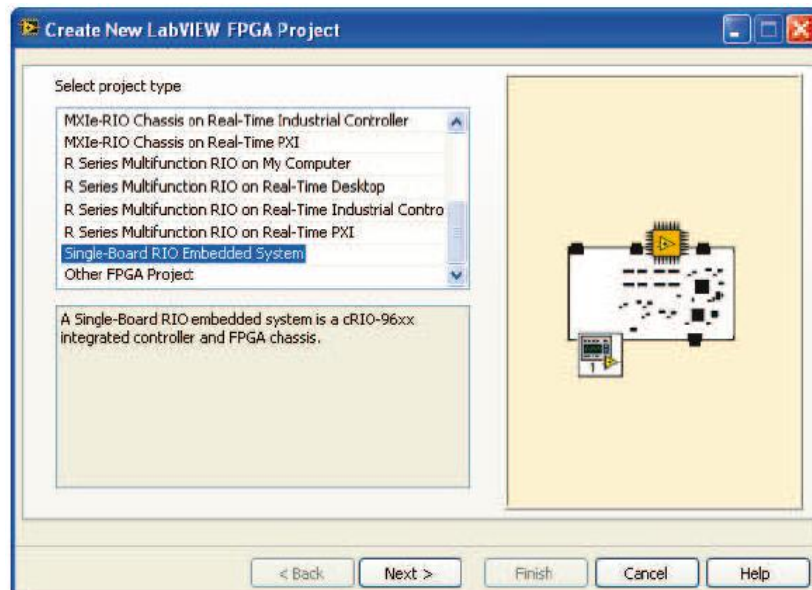 Create New LabVIEW FPGA Project
Select project type
MXIe-RIO Chassis on Real-Time Industrial Controller
MXIe-RIO Chassis on Real-Time PXI
R Series Multifunction RIO on My Computer
R Series Multifunction RIO on Real-Time Desktop
R Series Multifunction RIO on Real-Time Industrial Contro
R Series Multifunction RIO on Real-Time PXI
Single-Board RIO Embedded System
Other FPGA Project
A Single-Board RIO embedded system is a cRIO-96xx
integrated controller and FPGA chassis.
1
< Back Next > Finish Cancel Help